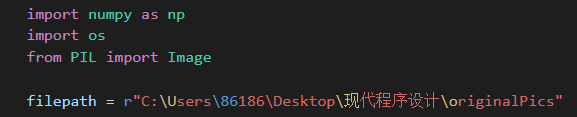 import numpy as np
import os
from PIL import Image
filepath = r"C:\Users\86186\Desktop\现代程序设计\originalPics"